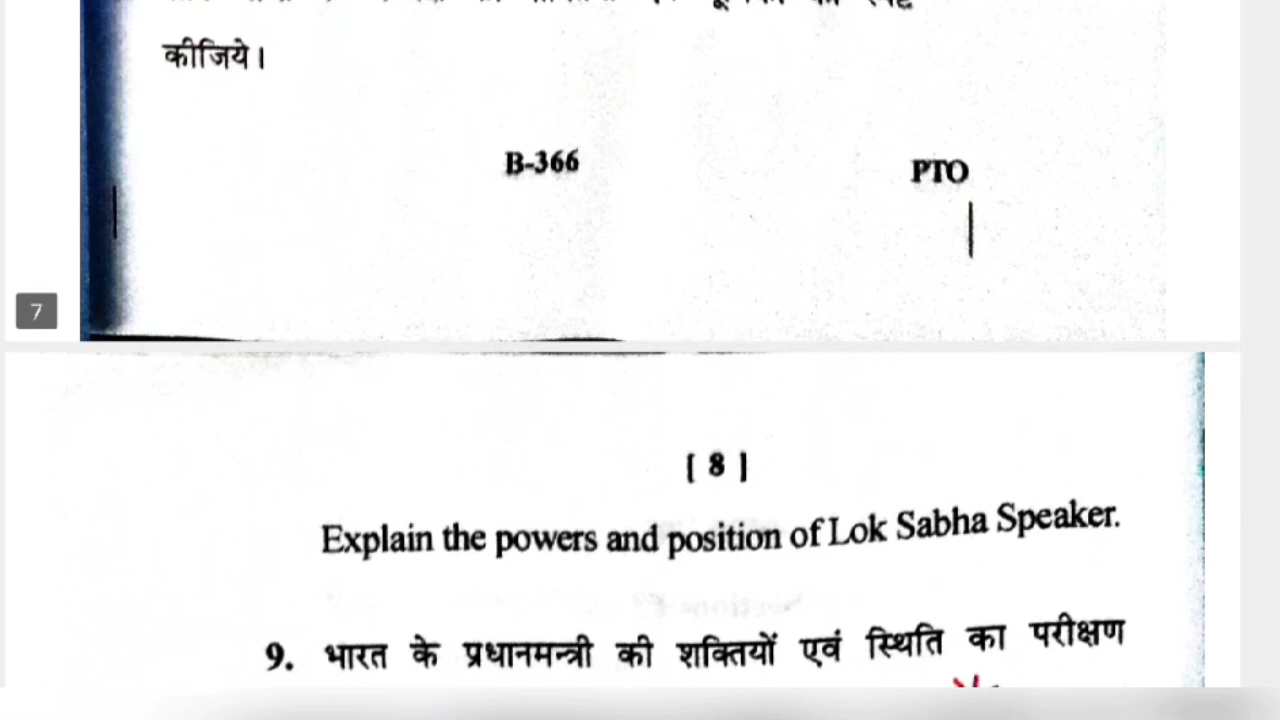 कीजिये।
B-366 PTO
7
[ 8 ]
Explain the powers and position of Lok Sabha Speaker.
9. भारत के प्रधानमन्त्री की शक्तियों एवं स्थिति का परीक्षण